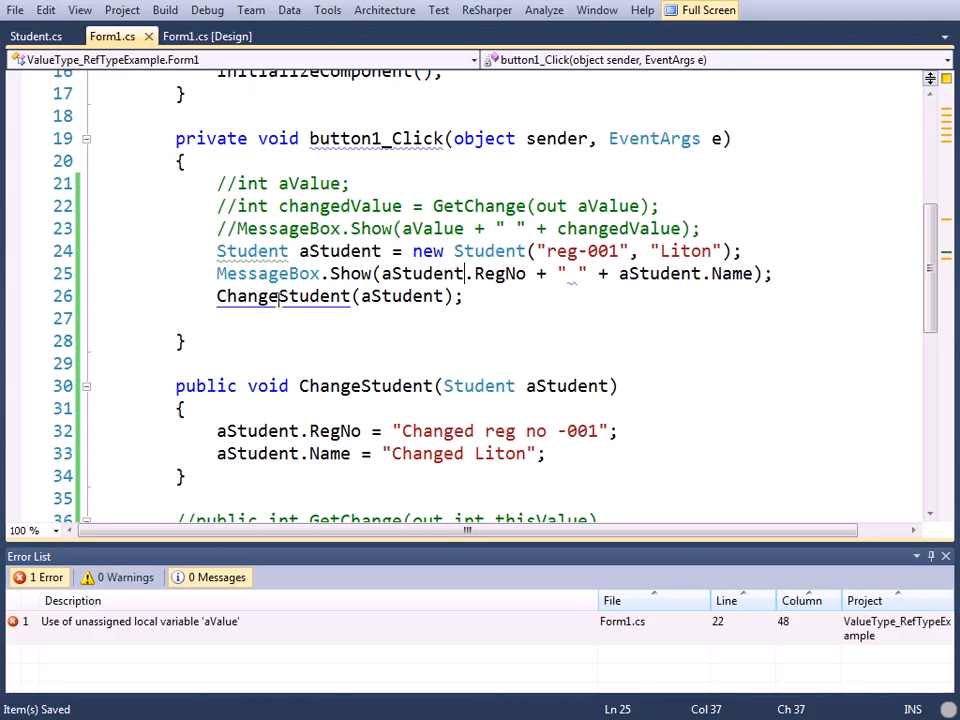 File Edit View Project Build Debug Team Data Tools Architecture Test ReSharper Analyze Window Help Full Screen
Student.cs Form1.cs Form1.cs [Design]
ValueType_RefTypeExample.Form1 button1_Click(object sender, EventArgs e)
16 InitializeComponent();
17 }
18
19 private void button1_Click(object sender, EventArgs e)
20 {
21 //int aValue;
22 //int changedValue = GetChange(out aValue);
23 //MessageBox.Show(aValue + " " + changedValue);
24 Student aStudent = new Student("reg-001", "Liton");
25 MessageBox.Show(aStudent.RegNo + " " + aStudent.Name);
26 ChangeStudent(aStudent);
27
28 }
29
30 public void ChangeStudent(Student aStudent)
31 {
32 aStudent.RegNo = "Changed reg no -001";
33 aStudent.Name = "Changed Liton";
34 }
35
36 //public int GetChange(out int thisValue)
100 %
Error List
1 Error 0 Warnings 0 Messages
Description File Line Column Project
1 Use of unassigned local variable 'aValue' Form1.cs 22 48 ValueType_RefTypeEx
ample
Item(s) Saved Ln 25 Col 37 Ch 37 INS